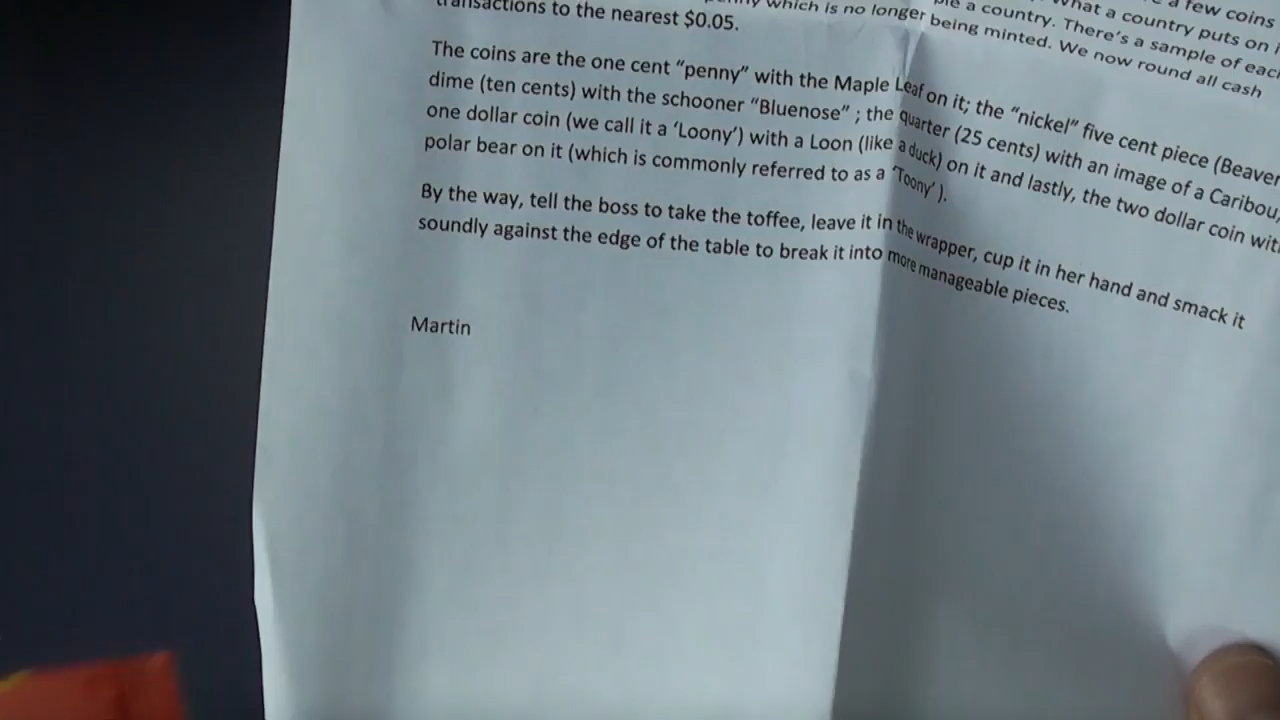 a few coins
ple a country. There's a sample of each
What a country puts on i
penny which is no longer being minted. We now round all cash
transactions to the nearest $0.05.
The coins are the one cent “penny” with the Maple Leaf on it; the “nickel” five cent piece (Beaver
dime (ten cents) with the schooner “Bluenose” ; the quarter (25 cents) with an image of a Caribou,
one dollar coin (we call it a ‘Loony’) with a Loon (like a duck) on it and lastly, the two dollar coin with
polar bear on it (which is commonly referred to as a ‘Toony’ ).
By the way, tell the boss to take the toffee, leave it in the wrapper, cup it in her hand and smack it
soundly against the edge of the table to break it into more manageable pieces.
Martin